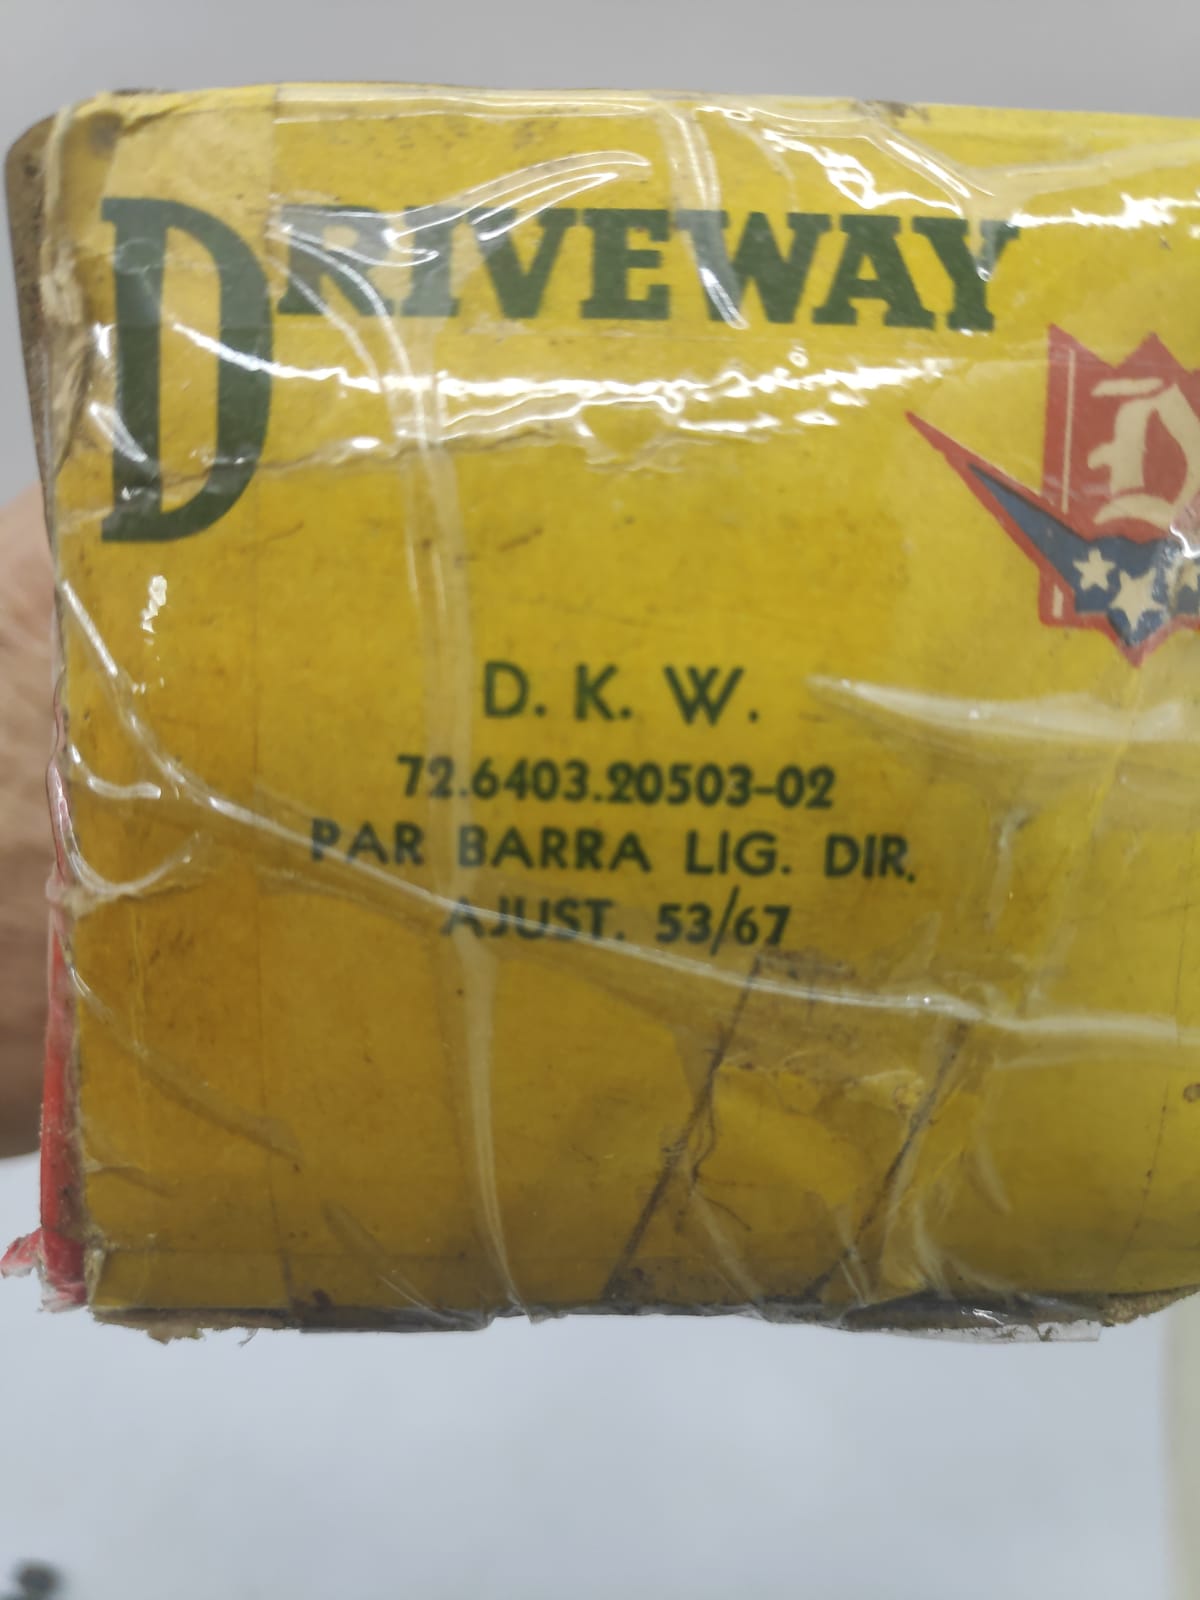 DRIVEWAY
D
D. K. W.
72.6403.20503-02
PAR BARRA LIG. DIR.
AJUST. 53/67